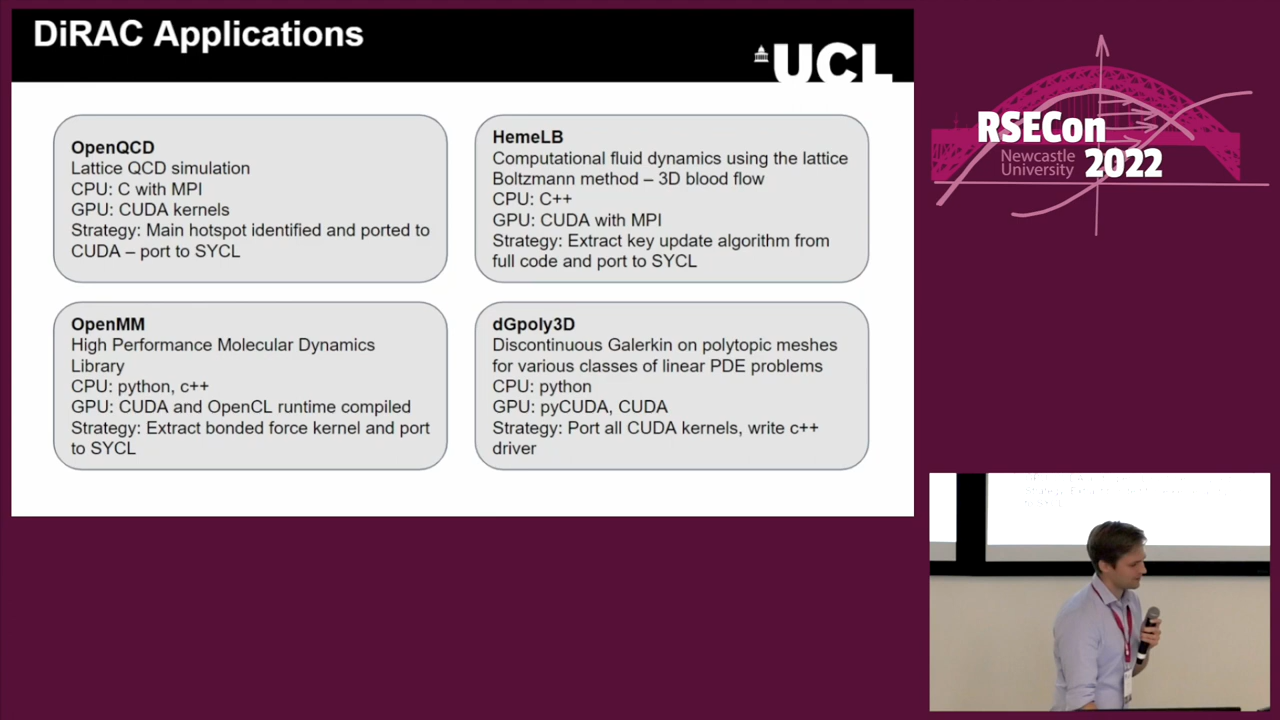 DiRAC Applications
UCL
OpenQCD
Lattice QCD simulation
CPU: C with MPI
GPU: CUDA kernels
Strategy: Main hotspot identified and ported to
CUDA – port to SYCL
HemeLB
Computational fluid dynamics using the lattice
Boltzmann method – 3D blood flow
CPU: C++
GPU: CUDA with MPI
Strategy: Extract key update algorithm from
full code and port to SYCL
OpenMM
High Performance Molecular Dynamics
Library
CPU: python, c++
GPU: CUDA and OpenCL runtime compiled
Strategy: Extract bonded force kernel and port
to SYCL
dGpoly3D
Discontinuous Galerkin on polytopic meshes
for various classes of linear PDE problems
CPU: python
GPU: pyCUDA, CUDA
Strategy: Port all CUDA kernels, write c++
driver
RSECon
Newcastle
University 2022